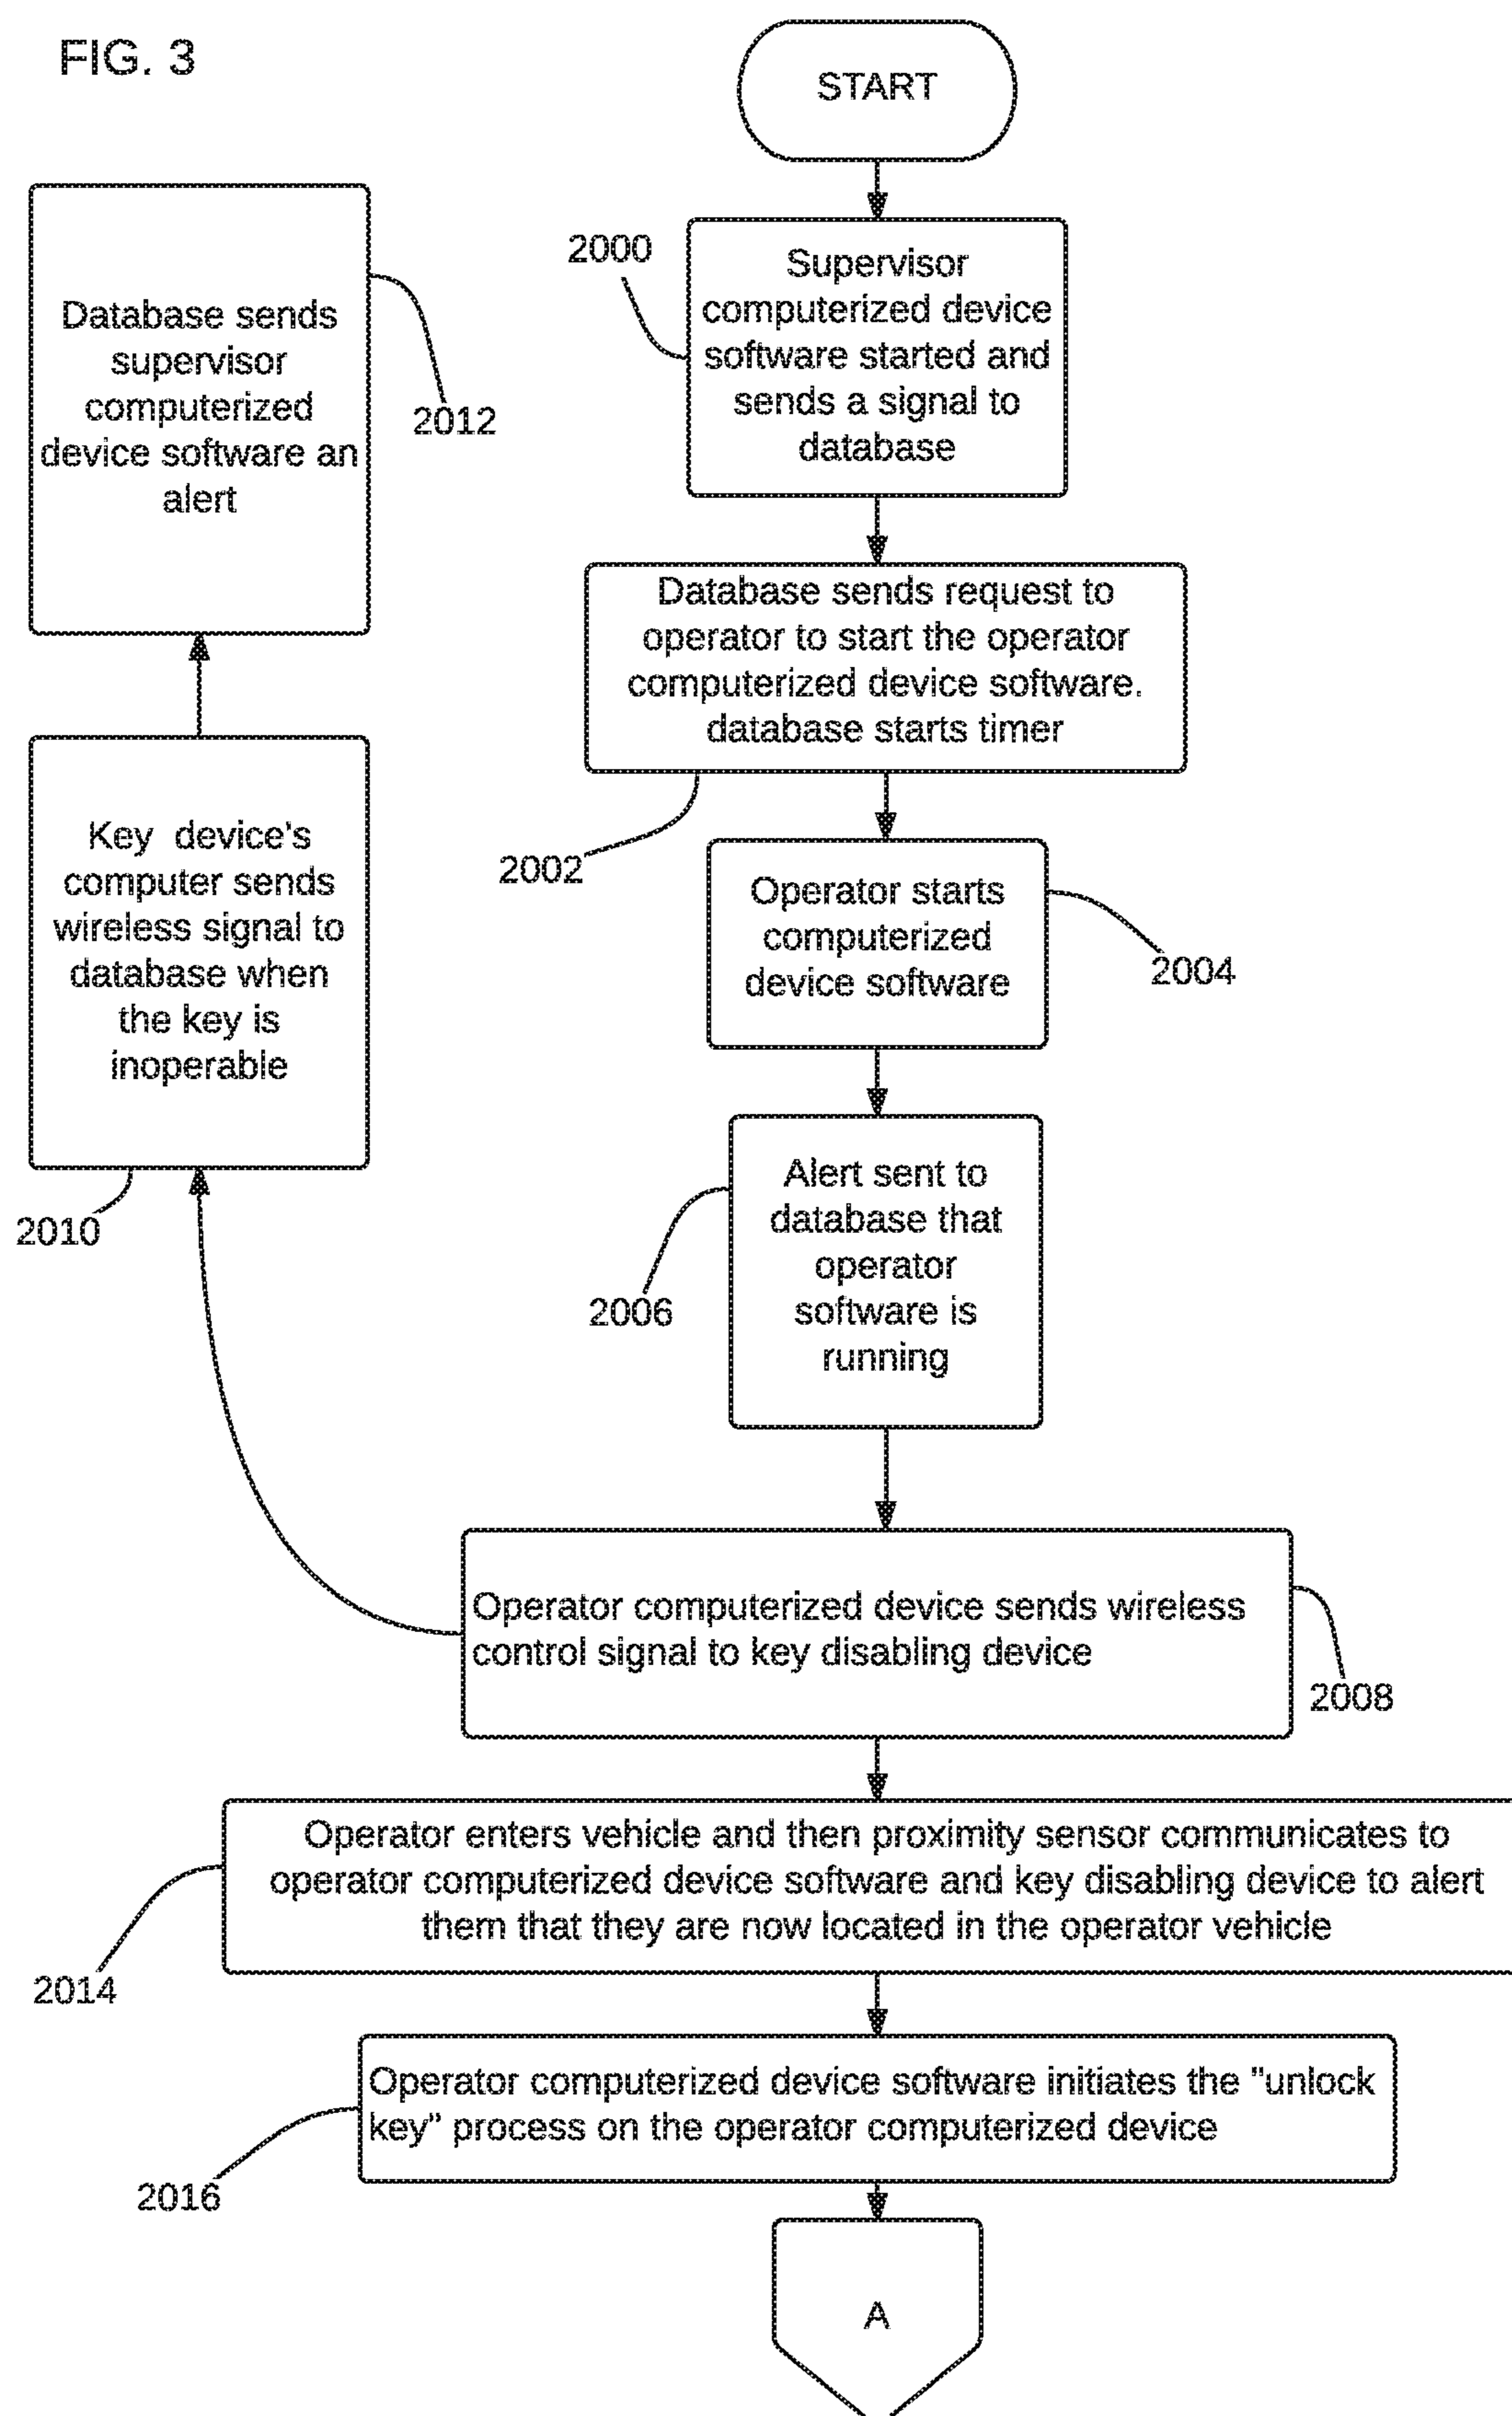 FIG. 3
START
2000
Supervisor
computerized device
software started and
sends a signal to
database
Database sends
supervisor
computerized
device software an
alert
2012
Database sends request to
operator to start the operator
computerized device software.
database starts timer
2002
Key device's
computer sends
wireless signal to
database when
the key is
inoperable
2010
Operator starts
computerized
device software
2004
Alert sent to
database that
operator
software is
running
2006
Operator computerized device sends wireless
control signal to key disabling device
2008
Operator enters vehicle and then proximity sensor communicates to
operator computerized device software and key disabling device to alert
them that they are now located in the operator vehicle
2014
Operator computerized device software initiates the "unlock
key" process on the operator computerized device
2016
A